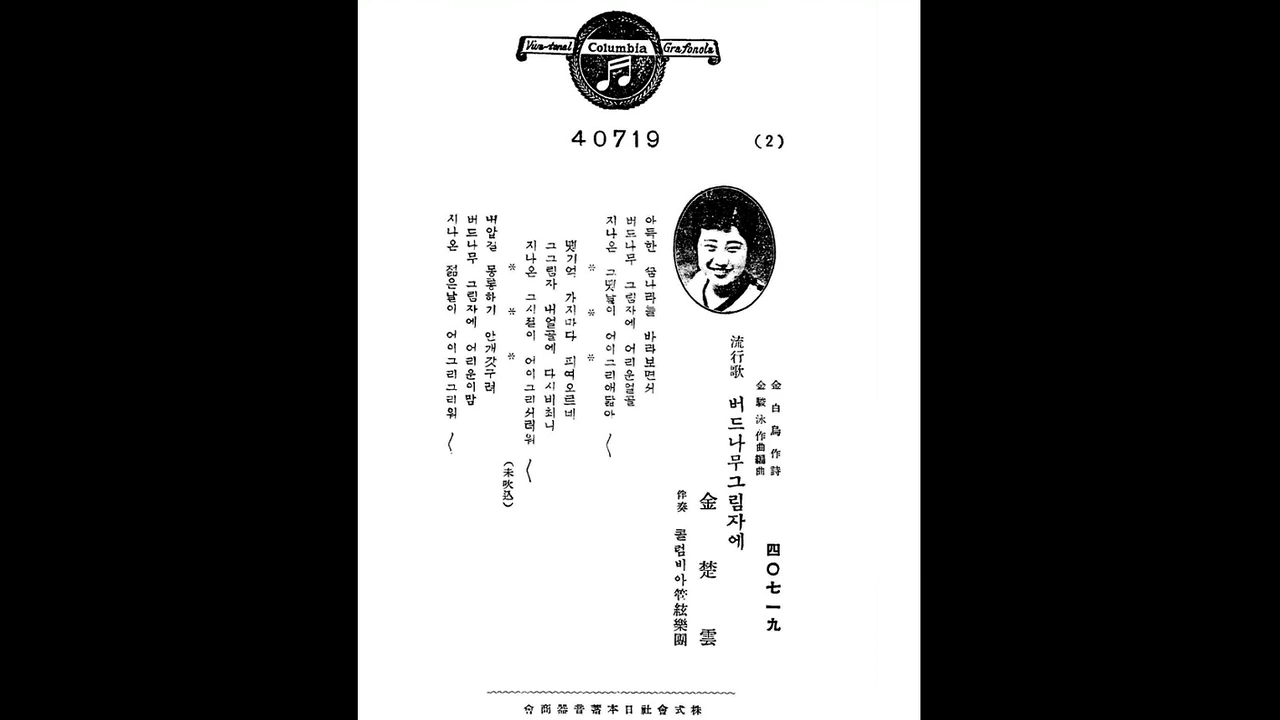 Viva-tonal Columbia Grafonola
40719
(2)
四〇七一九
金白鳥作詩
金駿泳作曲編曲
流行歌 버드나무그림자에
金楚雲
伴奏 콜럼비아管絃樂團
아득한 꿈나라를 바라보면서
버드나무 그림자에 어리운얼골
지나온 그녯날이 어이그리애닯아
* * *
녯기억 가지마다 피여오르네
그그림자 내얼골에 다시비최니
지나온 그시절이 어이그리서러워
* * *
(未吹込)
내앞길 몽롱하기 안개갓구려
버드나무 그림자에 어리운이맘
지나온 젊은날이 어이그리그리워
株式會社日本蓄音器商會